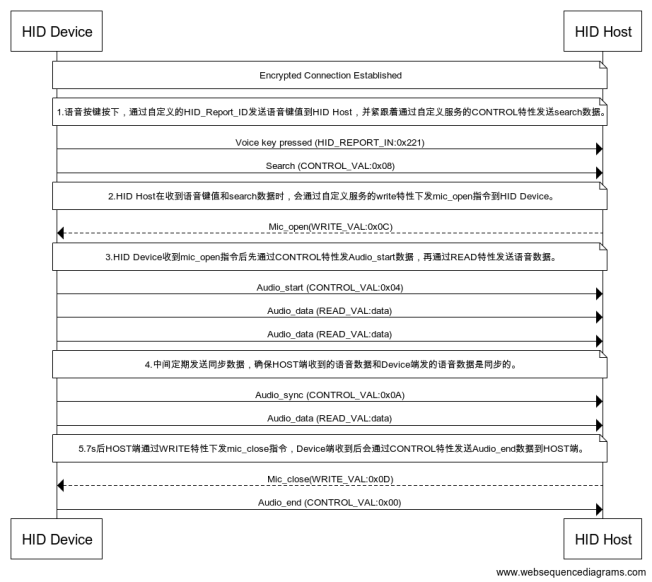 HID Device HID Host
Encrypted Connection Established
1.语音按键按下，通过自定义的HID_Report_ID发送语音键值到HID Host，并紧跟着通过自定义服务的CONTROL特性发送search数据。
Voice key pressed (HID_REPORT_IN:0x221)
Search (CONTROL_VAL:0x08)
2.HID Host在收到语音键值和search数据时，会通过自定义服务的write特性下发mic_open指令到HID Device。
Mic_open(WRITE_VAL:0x0C)
3.HID Device收到mic_open指令后先通过CONTROL特性发Audio_start数据，再通过READ特性发送语音数据。
Audio_start (CONTROL_VAL:0x04)
Audio_data (READ_VAL:data)
Audio_data (READ_VAL:data)
4.中间定期发送同步数据，确保HOST端收到的语音数据和Device端发的语音数据是同步的。
Audio_sync (CONTROL_VAL:0x0A)
Audio_data (READ_VAL:data)
5.7s后HOST端通过WRITE特性下发mic_close指令，Device端收到后会通过CONTROL特性发送Audio_end数据到HOST端。
Mic_close(WRITE_VAL:0x0D)
Audio_end (CONTROL_VAL:0x00)
HID Device HID Host
www.websequencediagrams.com